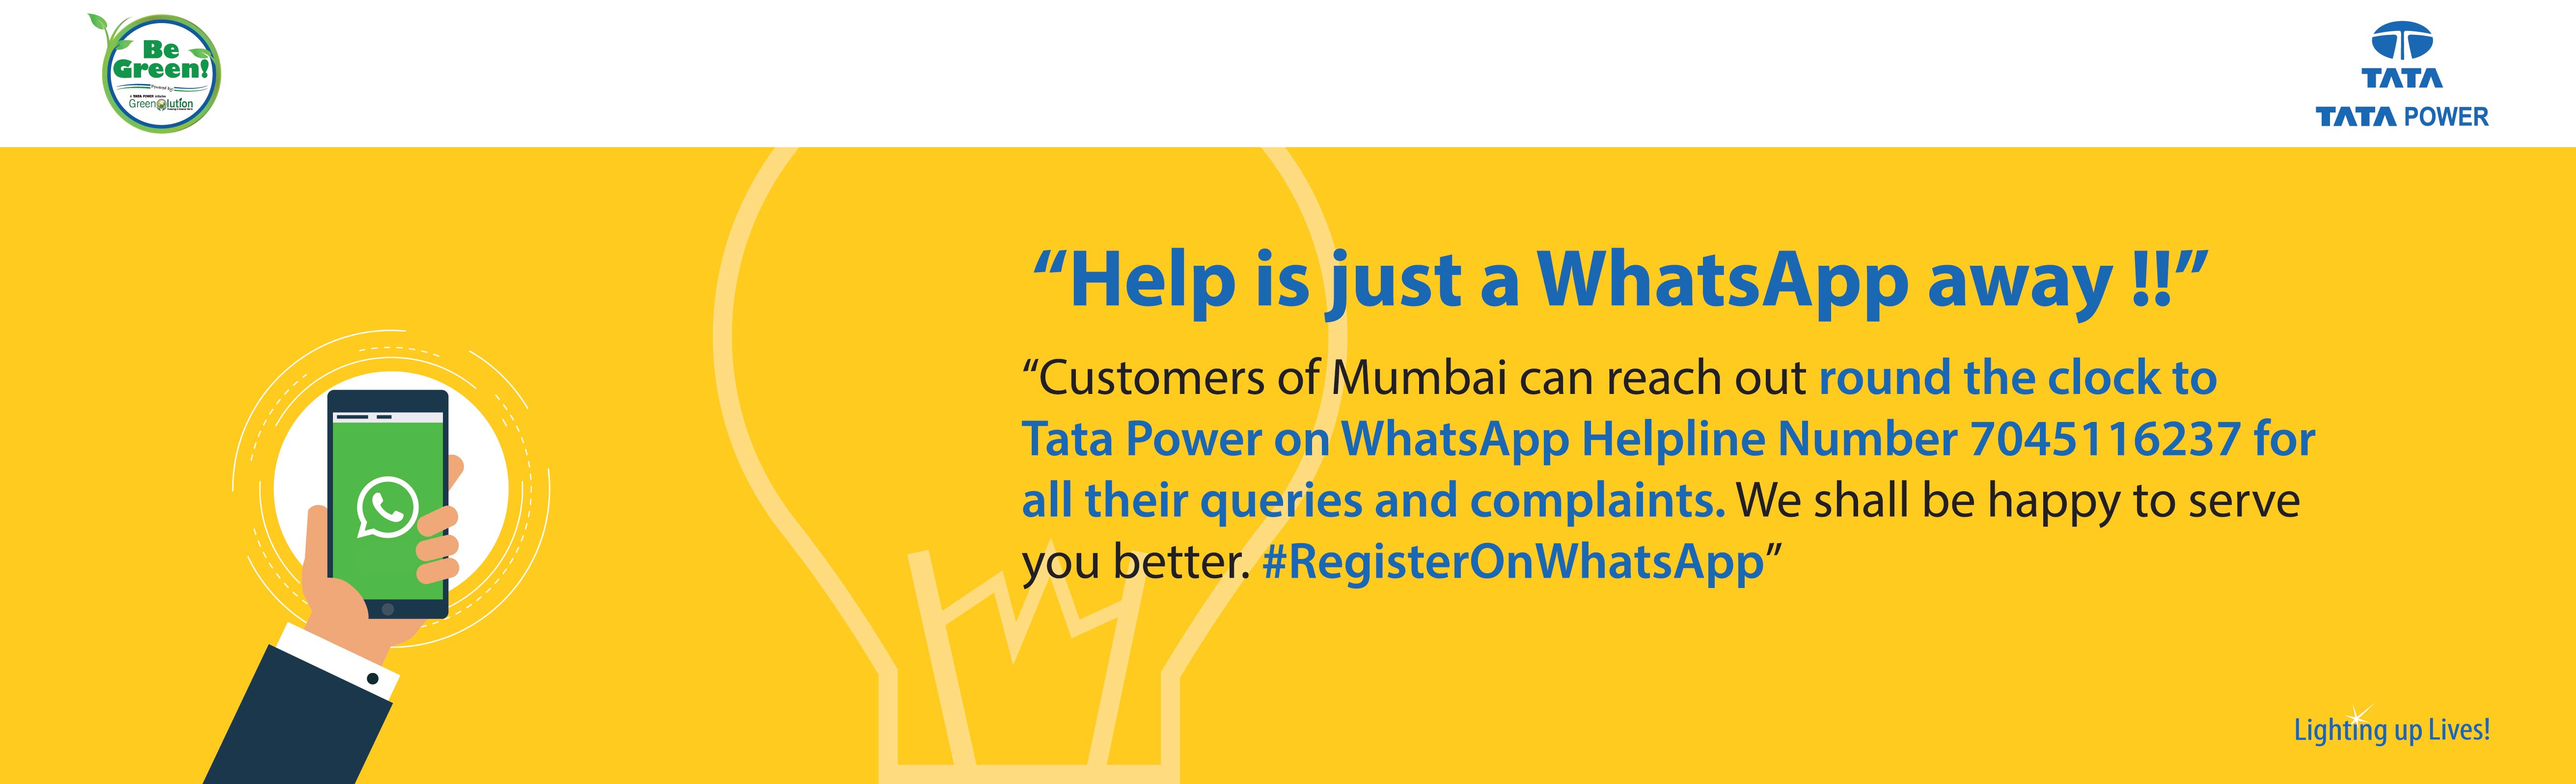 Be
Green!
Powered by:
A TATA POWER initiative
Greenolution
TATA
TATA POWER
“Help is just a WhatsApp away !!”
“Customers of Mumbai can reach out round the clock to
Tata Power on WhatsApp Helpline Number 7045116237 for
all their queries and complaints. We shall be happy to serve
you better. #RegisterOnWhatsApp”
Lighting up Lives!